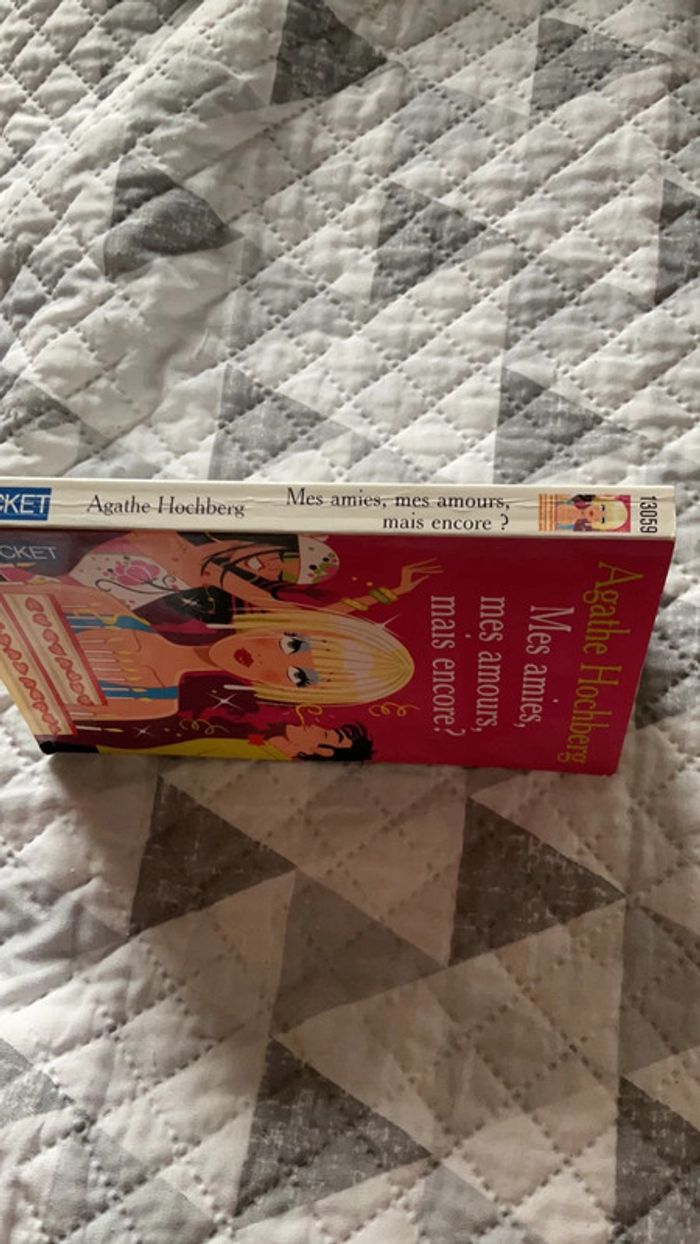 CKET
Agathe Hochberg
Mes amies, mes amours,
mais encore ?
13059
Agathe Hochberg
Mes amies,
mes amours,
mais encore?
CKET